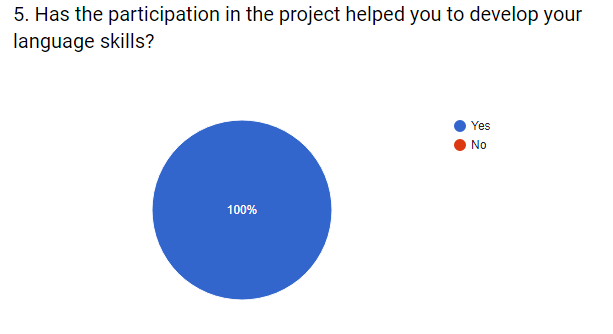 5. Has the participation in the project helped you to develop your
language skills?
Yes
No
100%